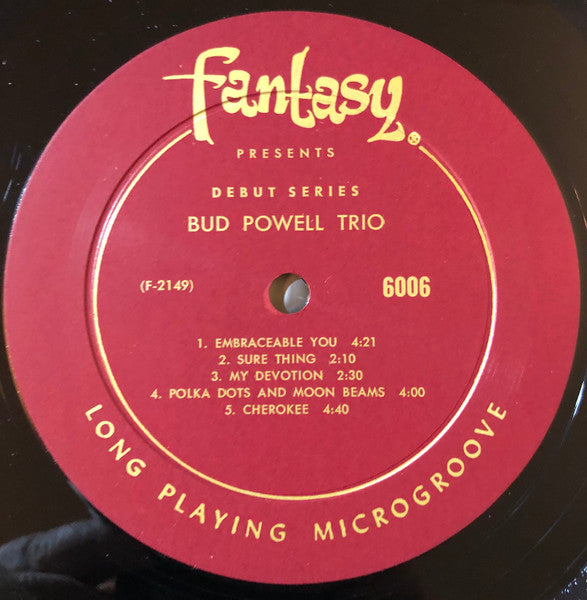 Fantasy.
PRESENTS
DEBUT SERIES
BUD POWELL TRIO
(F-2149) 6006
1. EMBRACEABLE YOU 4:21
2. SURE THING 2:10
3. MY DEVOTION 2:30
4. POLKA DOTS AND MOON BEAMS 4:00
5. CHEROKEE 4:40
LONG PLAYING MICROGROOVE